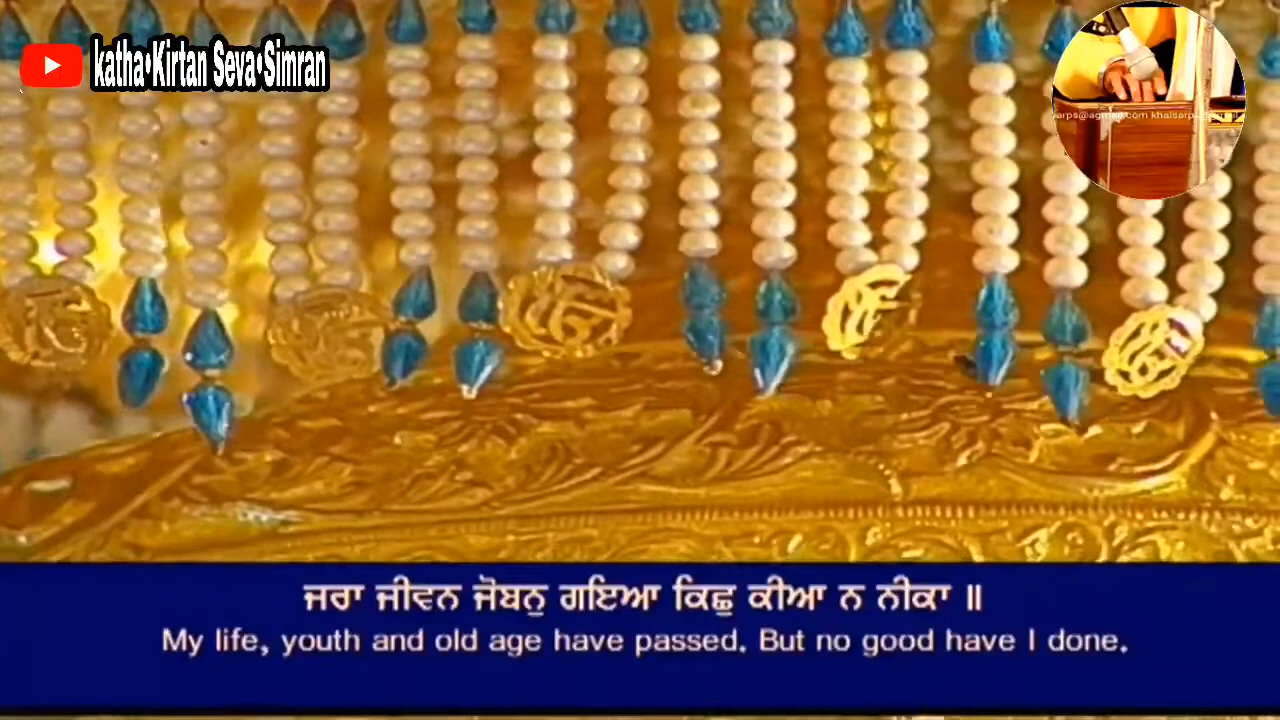 katha•Kirtan Seva•Simran
ਜਰਾ ਜੀਵਨ ਜੋਬਨੁ ਗਇਆ ਕਿਛੁ ਕੀਆ ਨ ਨੀਕਾ ॥
My life, youth and old age have passed. But no good have I done.